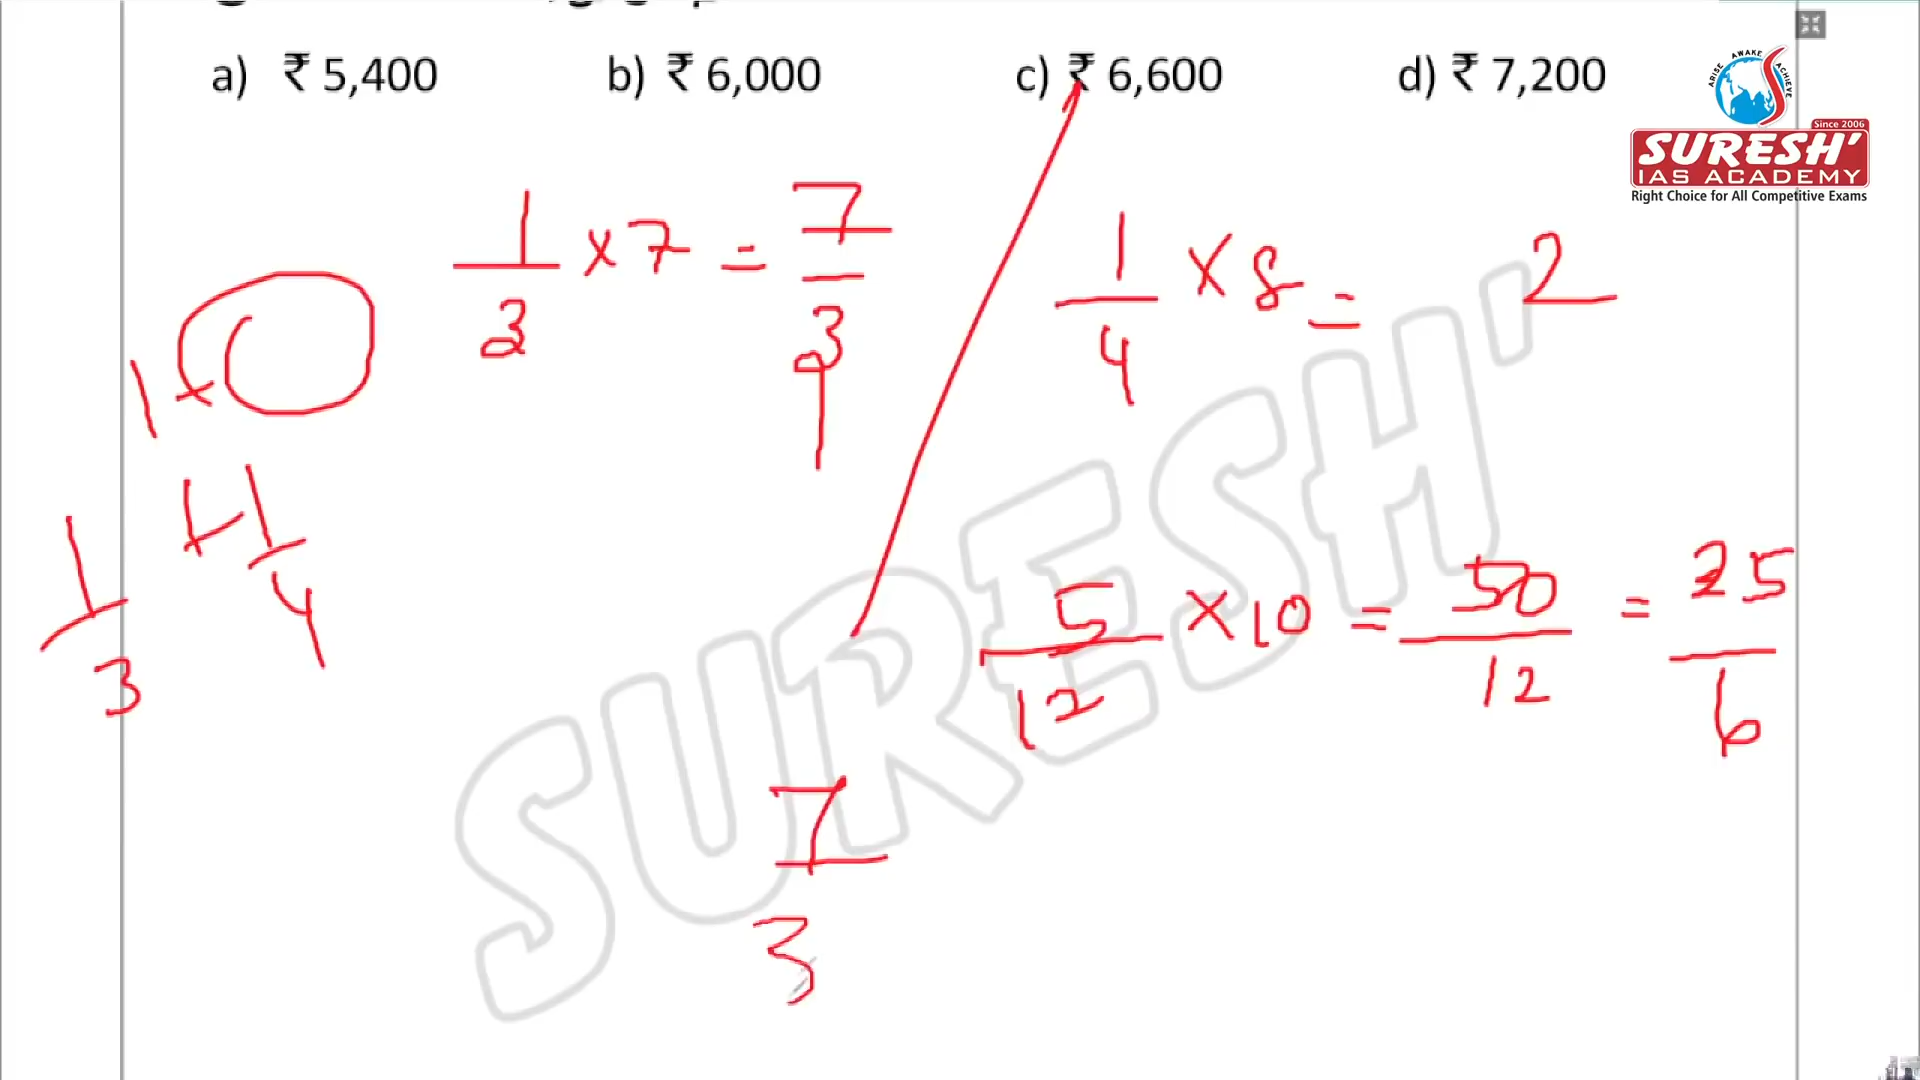 a) ₹ 5,400 b) ₹ 6,000 c) ₹ 6,600 d) ₹ 7,200
ARISE AWAKE ACHIEVE
Since 2006
SURESH'
IAS ACADEMY
Right Choice for All Competitive Exams
1/3 × 7 = 7/3
1/4 × 8 = 2
1 ×
1/3 + 1/4
5/12 × 10 = 50/12 = 25/6
7/3
SURESH'